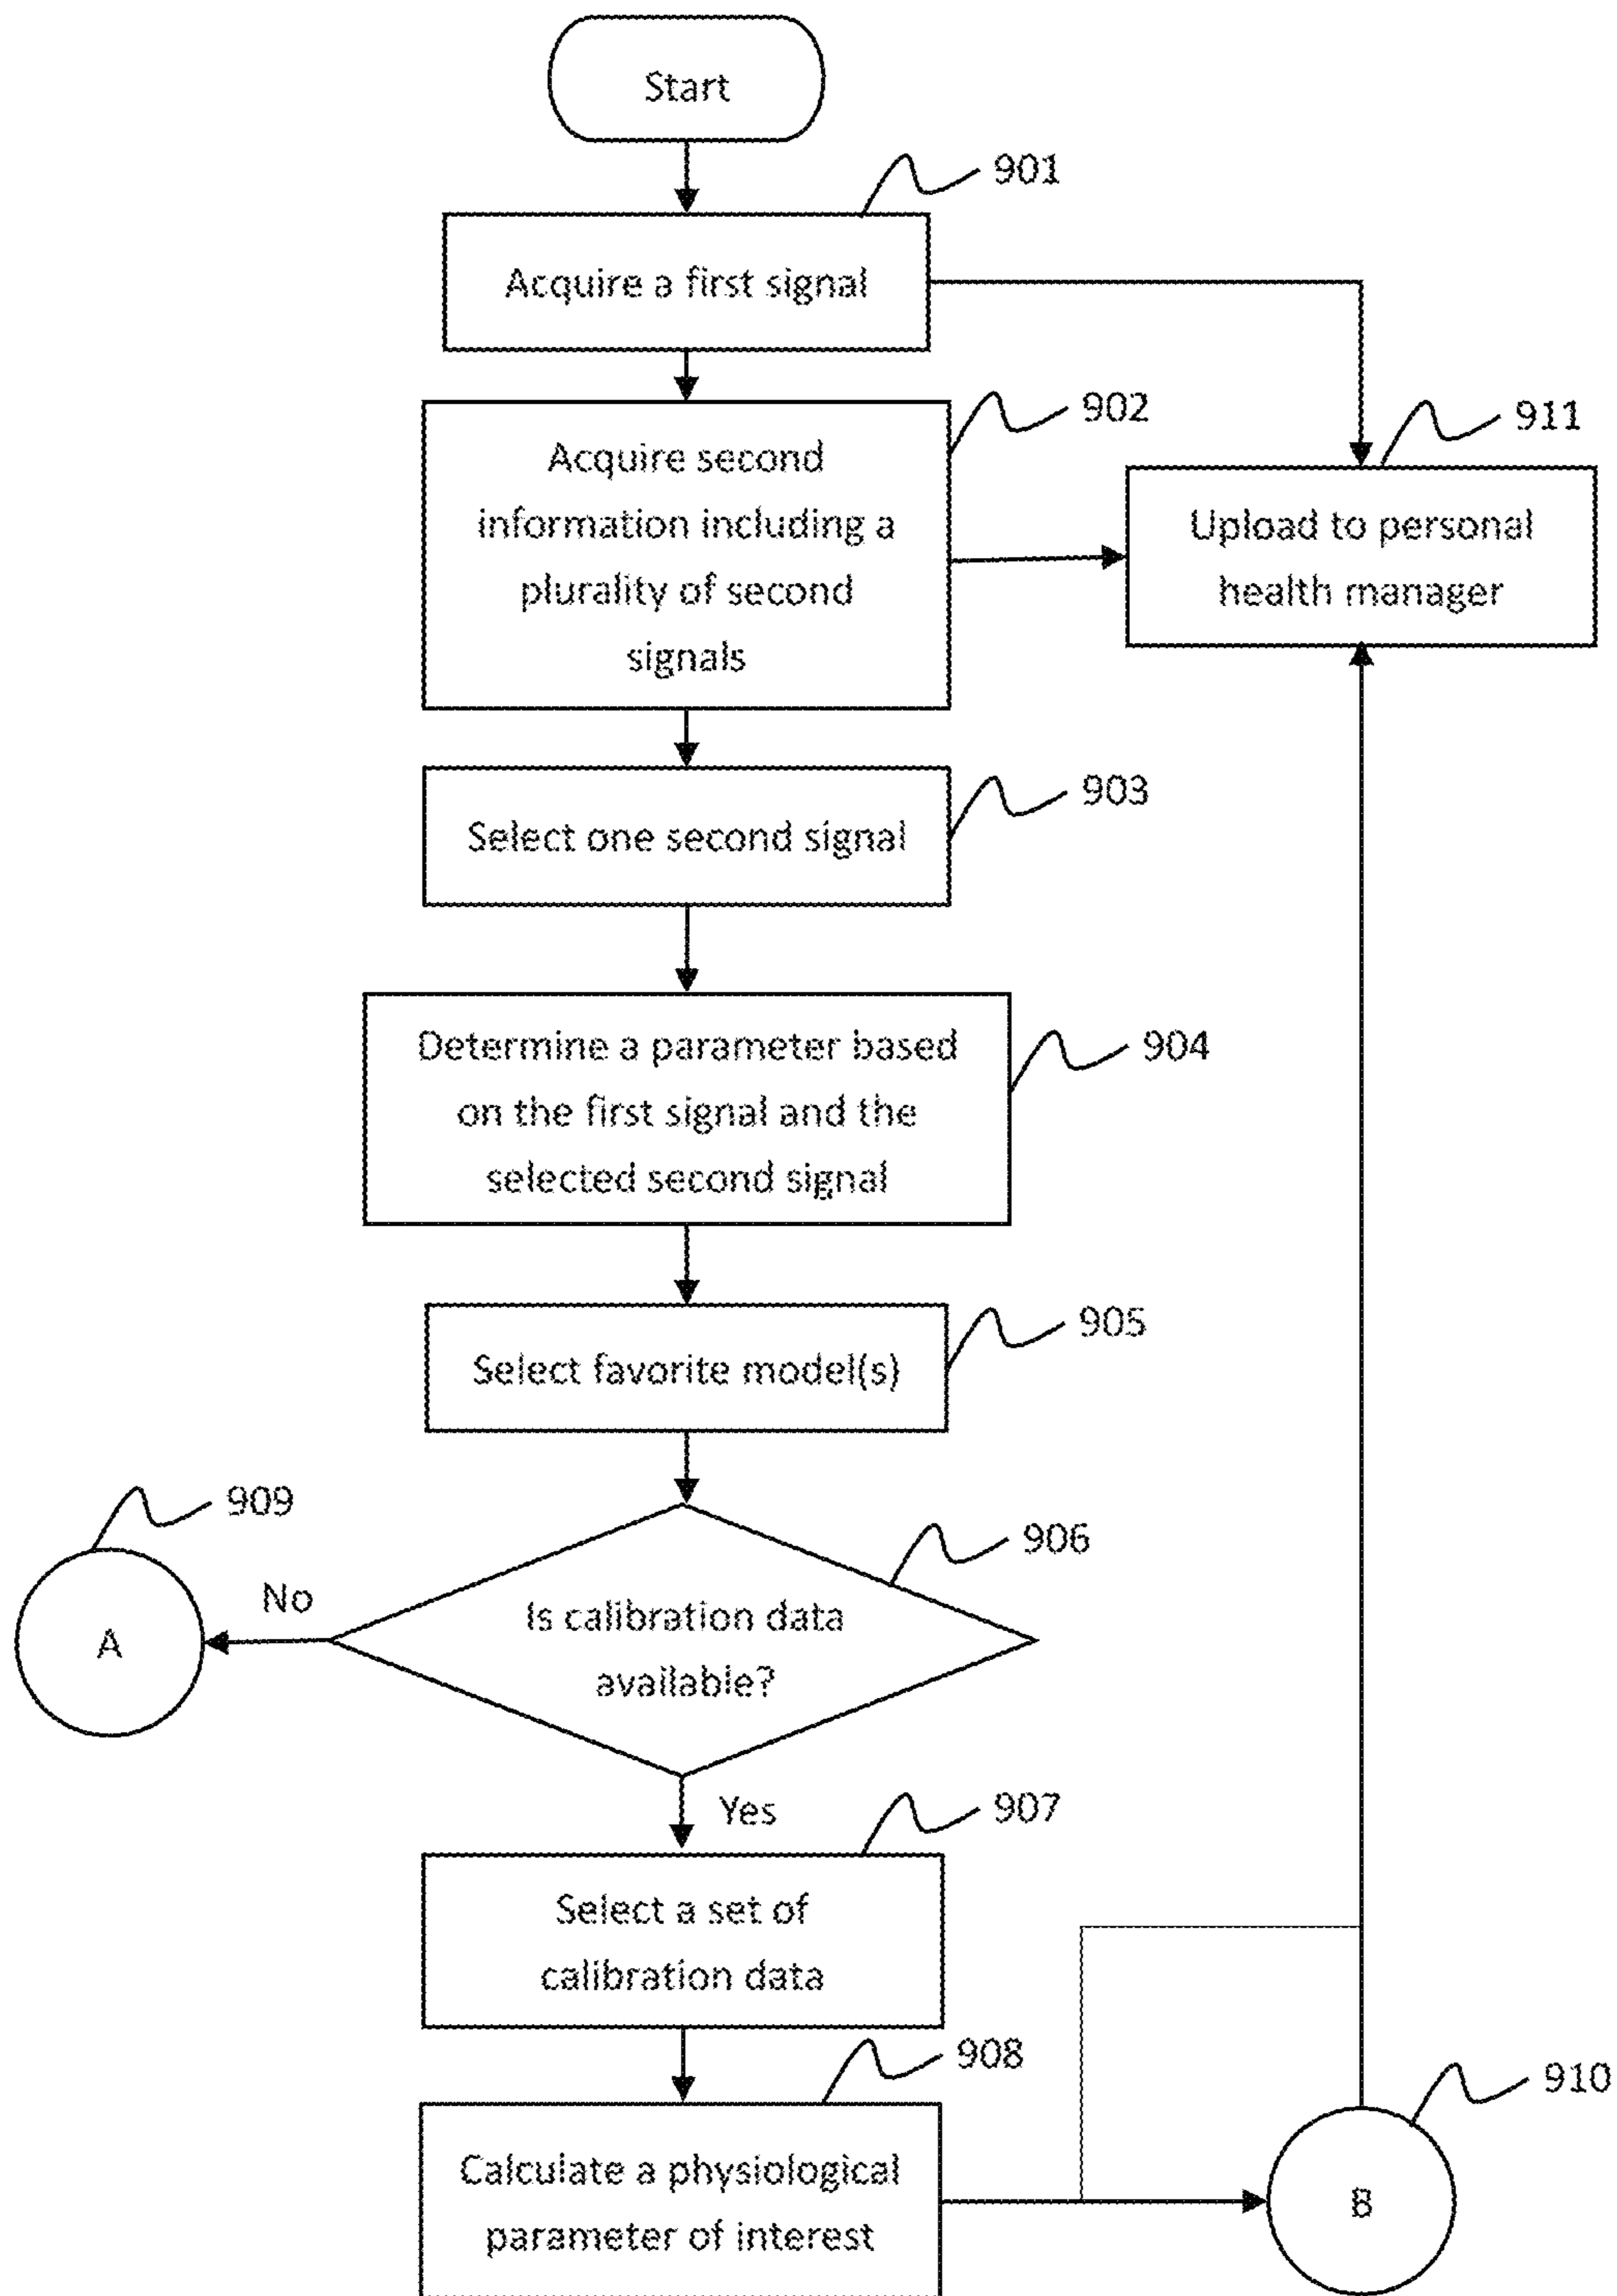 Start
901
Acquire a first signal
902
Acquire second
information including a
plurality of second
signals
911
Upload to personal
health manager
903
Select one second signal
904
Determine a parameter based
on the first signal and the
selected second signal
905
Select favorite model(s)
909
A
No
906
Is calibration data
available?
Yes
907
Select a set of
calibration data
908
Calculate a physiological
parameter of interest
910
B